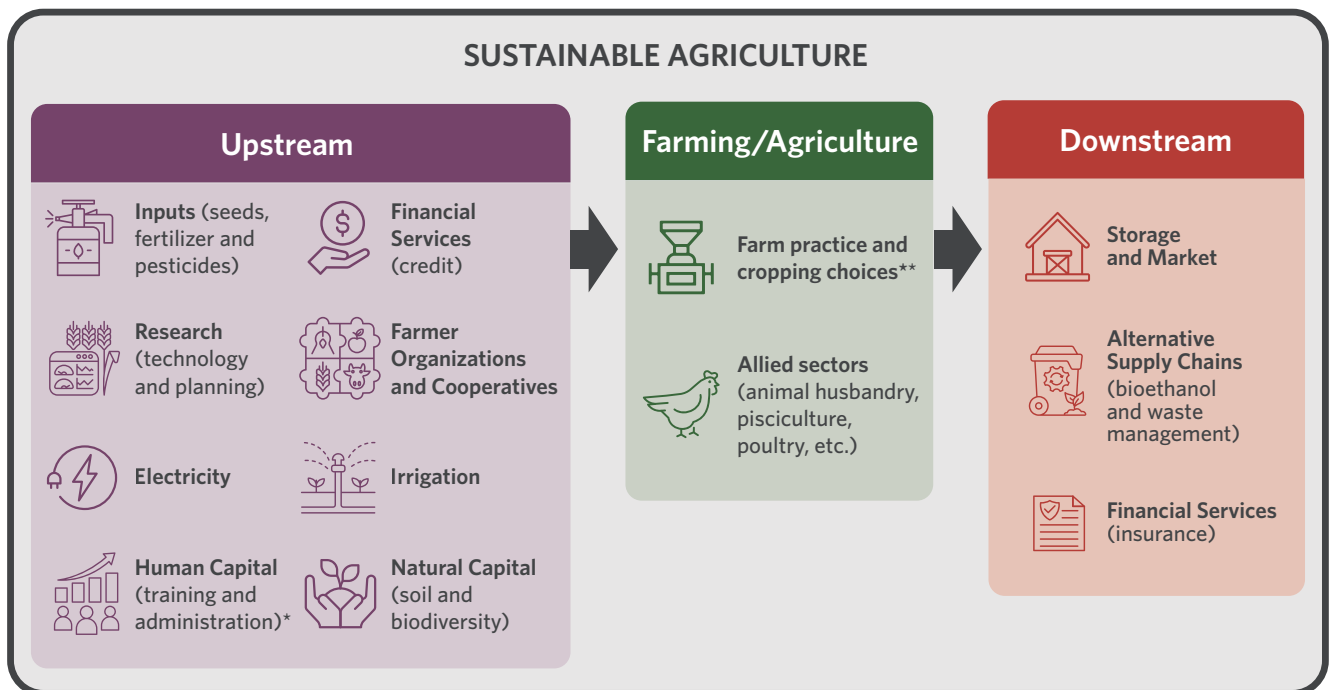 SUSTAINABLE AGRICULTURE
Upstream
Inputs (seeds,
fertilizer and
pesticides)
Financial
Services
(credit)
Research
(technology
and planning)
Farmer
Organizations
and Cooperatives
Electricity
Irrigation
Human Capital
(training and
administration)*
Natural Capital
(soil and
biodiversity)
Farming/Agriculture
Farm practice and
cropping choices**
Allied sectors
(animal husbandry,
pisciculture,
poultry, etc.)
Downstream
Storage
and Market
Alternative
Supply Chains
(bioethanol
and waste
management)
Financial Services
(insurance)